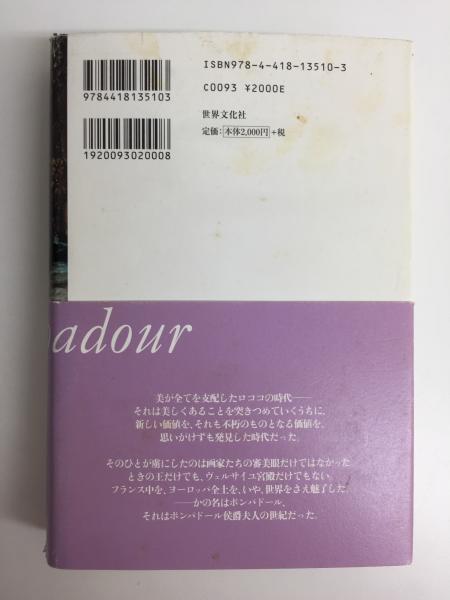 ISBN978-4-418-13510-3
C0093 ¥2000E
9784418135103
世界文化社
定価：本体2,000円+税
1920093020008
adour
美が全てを支配したロココの時代――
それは美しくあることを突きつめていくうちに、
新しい価値を、それも不朽のものとなる価値を、
思いがけずも発見した時代だった。
そのひとが虜にしたのは画家たちの審美眼だけではなかった
ときの王だけでも、ヴェルサイユ宮殿だけでもない。
フランス中を、ヨーロッパ全土を、いや、世界をさえ魅了した。
――かの名はポンパドール、
それはポンパドール侯爵夫人の世紀だった。